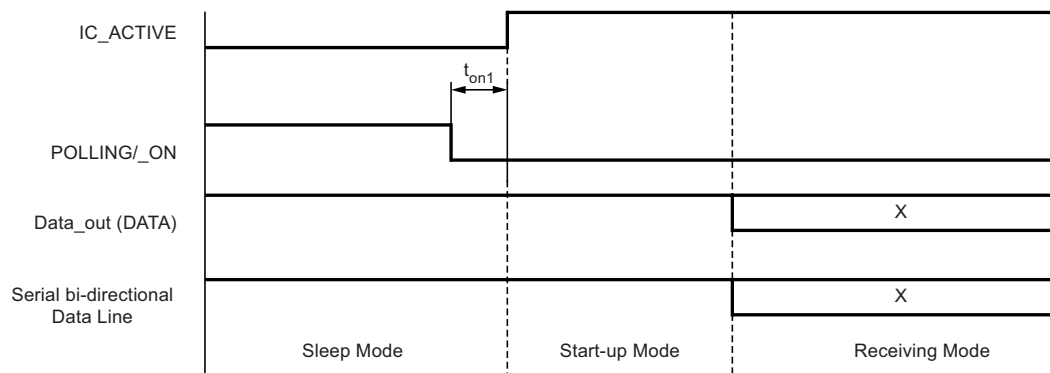 IC_ACTIVE
t_on1
POLLING/_ON
Data_out (DATA)
X
Serial bi-directional
Data Line
X
Sleep Mode
Start-up Mode
Receiving Mode